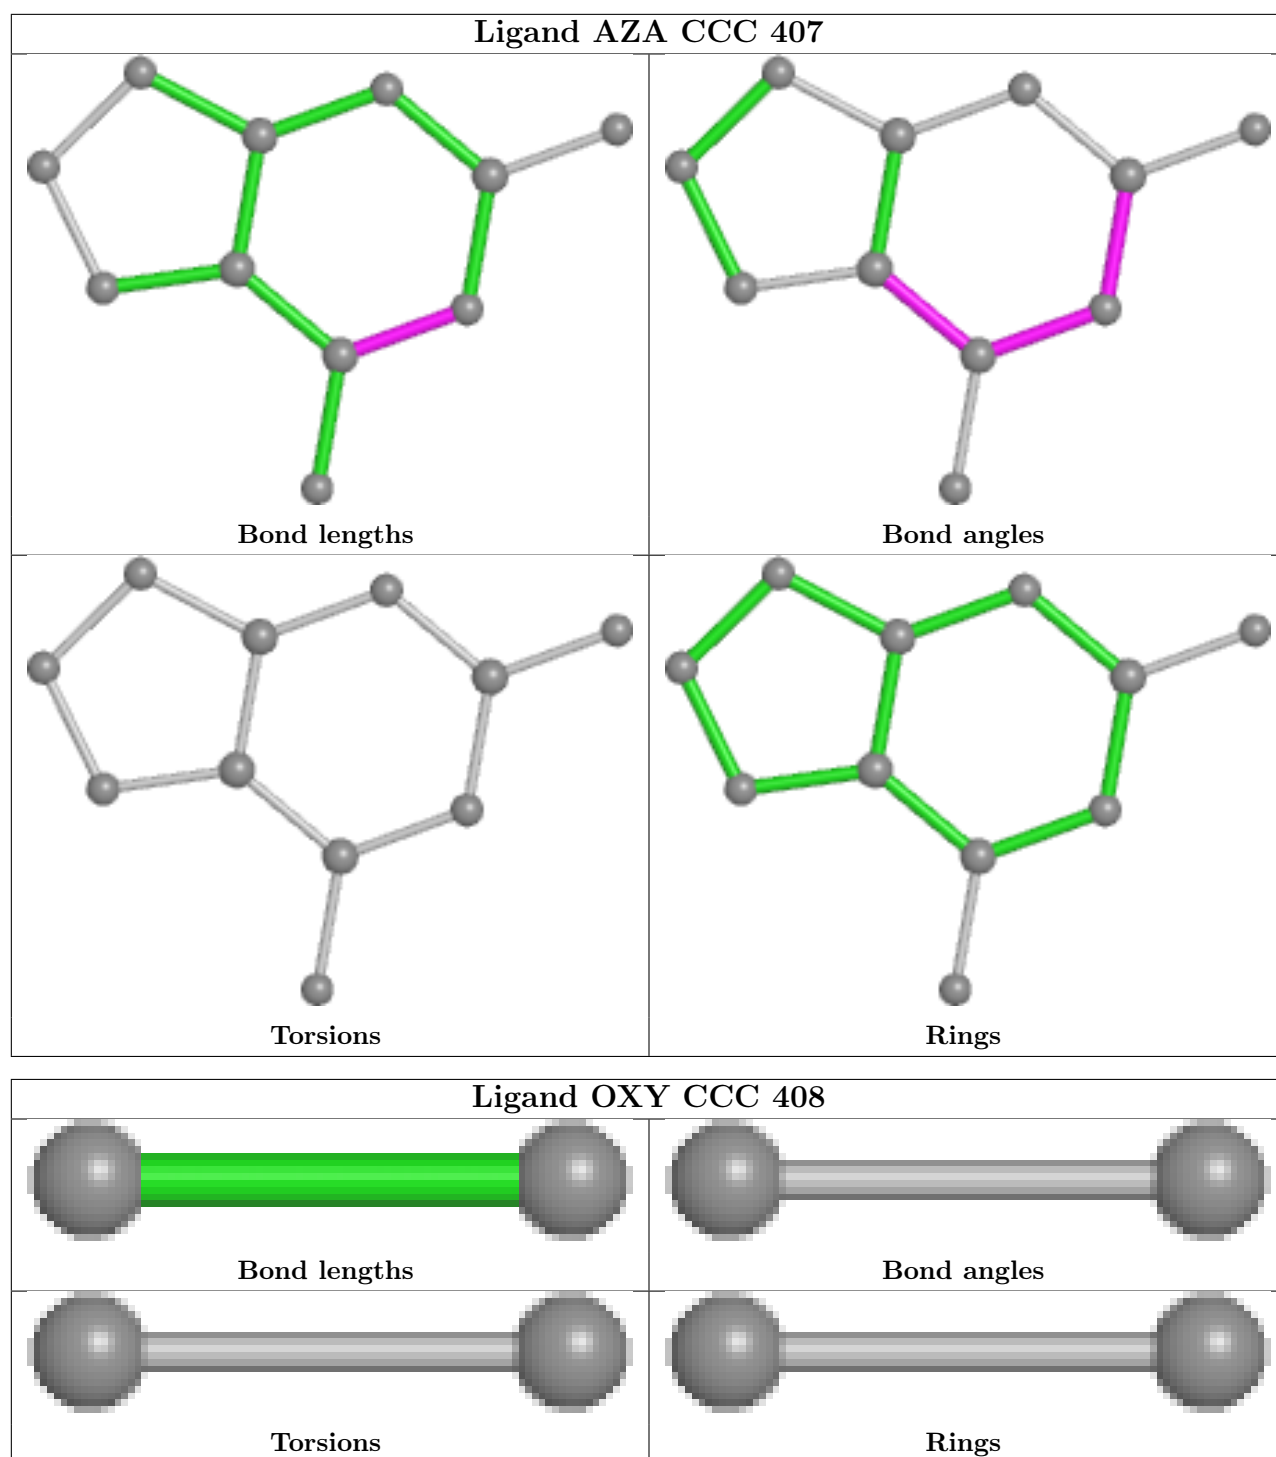 Ligand AZA CCC 407
Bond lengths
Bond angles
Torsions
Rings
Ligand OXY CCC 408
Bond lengths
Bond angles
Torsions
Rings